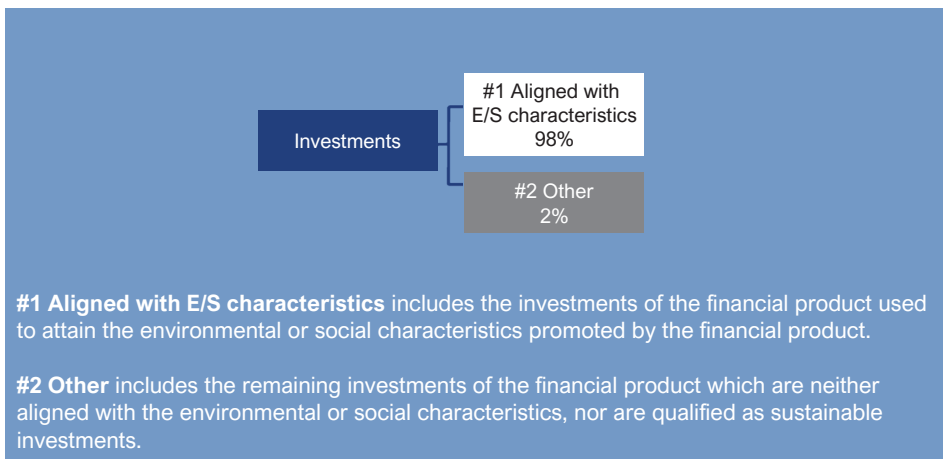 Investments
#1 Aligned with
E/S characteristics
98%
#2 Other
2%
#1 Aligned with E/S characteristics includes the investments of the financial product used
to attain the environmental or social characteristics promoted by the financial product.
#2 Other includes the remaining investments of the financial product which are neither
aligned with the environmental or social characteristics, nor are qualified as sustainable
investments.